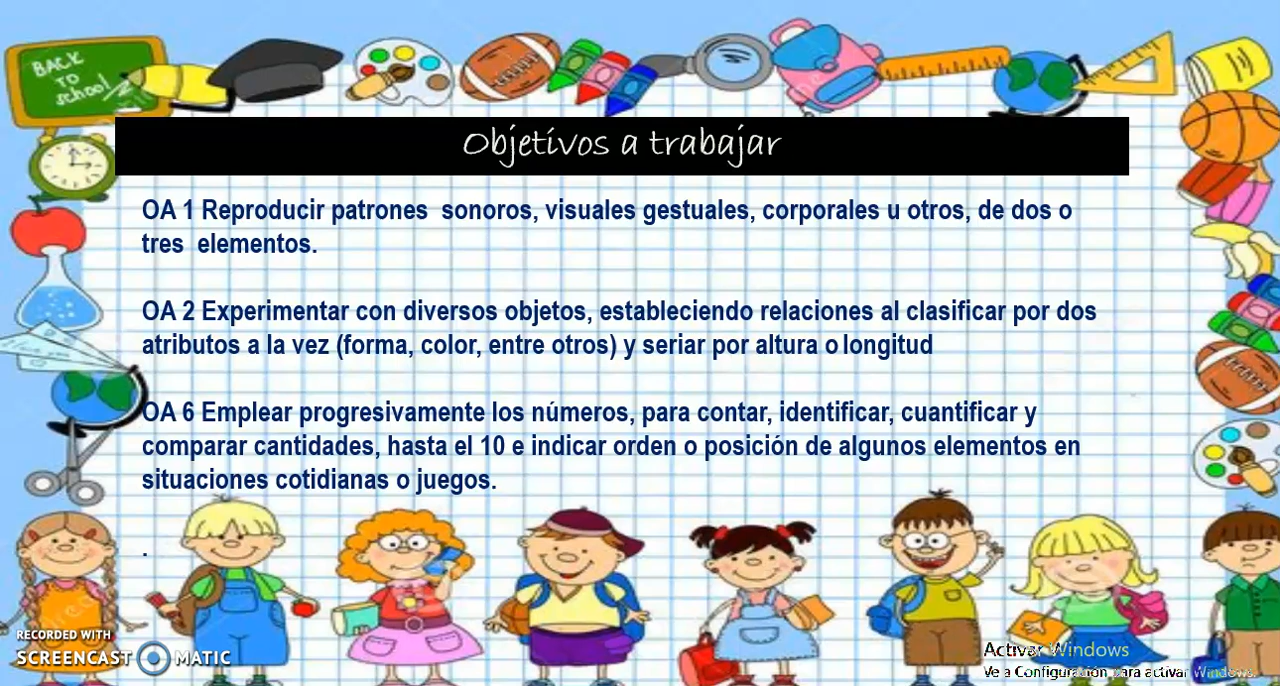 BACK
TO
school
Objetivos a trabajar
OA 1 Reproducir patrones sonoros, visuales gestuales, corporales u otros, de dos o
tres elementos.
OA 2 Experimentar con diversos objetos, estableciendo relaciones al clasificar por dos
atributos a la vez (forma, color, entre otros) y seriar por altura o longitud
OA 6 Emplear progresivamente los números, para contar, identificar, cuantificar y
comparar cantidades, hasta el 10 e indicar orden o posición de algunos elementos en
situaciones cotidianas o juegos.
.
RECORDED WITH
SCREENCAST MATIC
Activar Windows
Ve a Configuración para activar Windows.